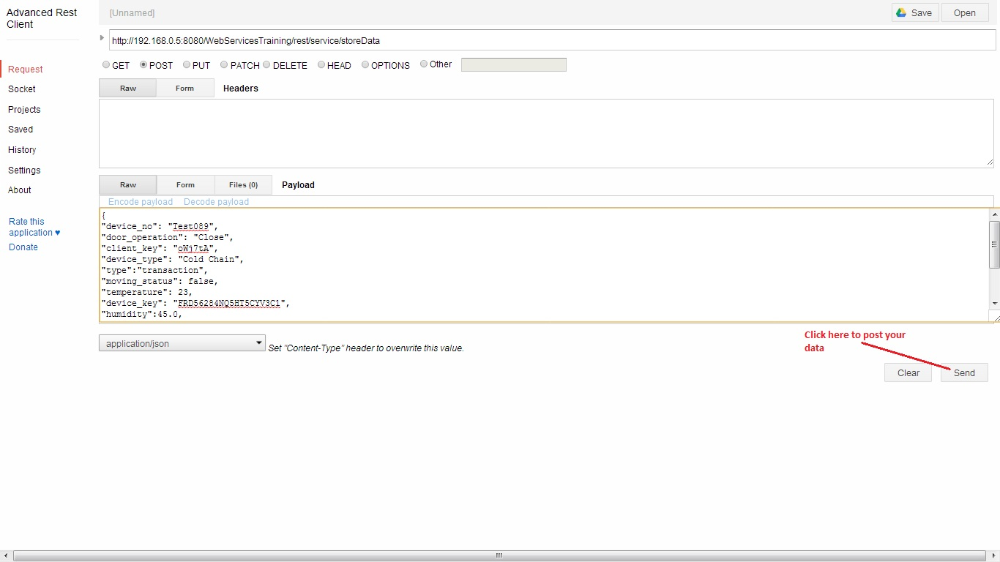 Advanced Rest
Client
[Unnamed]
Save
Open
http://192.168.0.5:8080/WebServicesTraining/rest/service/storeData
GET POST PUT PATCH DELETE HEAD OPTIONS Other
Request
Socket
Projects
Saved
History
Settings
About
Rate this
application ♥
Donate
Raw Form Headers
Raw Form Files (0) Payload
Encode payload Decode payload
{
"device_no": "Test089",
"door_operation": "Close",
"client_key": "oWj7tA",
"device_type": "Cold Chain",
"type":"transaction",
"moving_status": false,
"temperature": 23,
"device_key": "FRD56284NQ5HT5CYV3C1",
"humidity":45.0,
application/json
Set "Content-Type" header to overwrite this value.
Click here to post your
data
Clear
Send